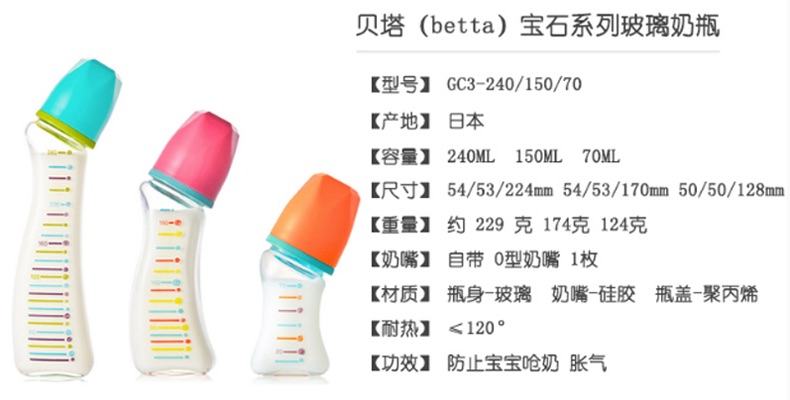 贝塔（betta）宝石系列玻璃奶瓶
【型号】 GC3-240/150/70
【产地】 日本
【容量】 240ML 150ML 70ML
【尺寸】 54/53/224mm 54/53/170mm 50/50/128mm
【重量】 约 229 克 174克 124克
【奶嘴】 自带 O型奶嘴 1枚
【材质】 瓶身-玻璃 奶嘴-硅胶 瓶盖-聚丙烯
【耐热】 ≤120°
【功效】 防止宝宝呛奶 胀气